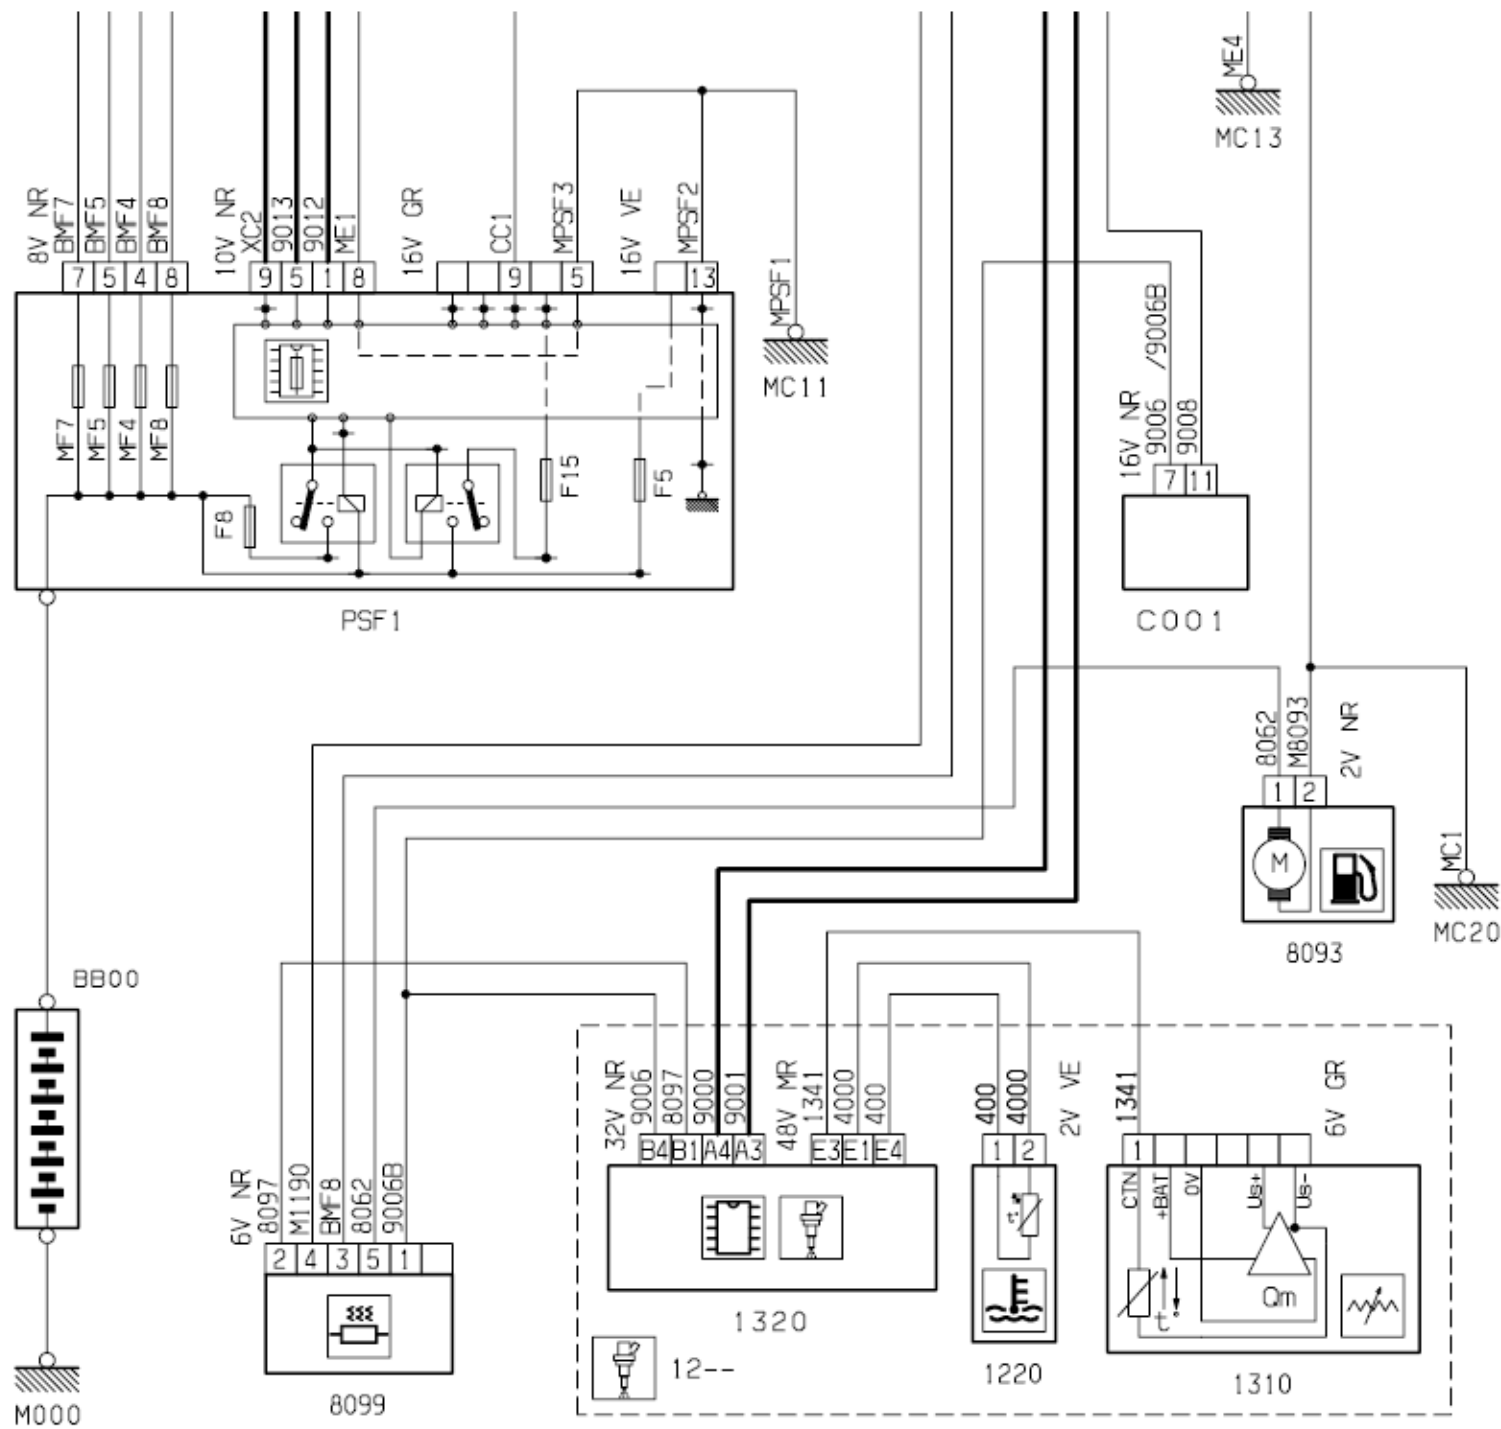 ME4
MC13
8V NR
BMF7
BMF5
BMF4
BMF8
10V NR
XC2
9013
9012
ME1
16V GR
CC1
MPSF3
16V VE
MPSF2
7 5 4 8
9 5 1 8
9 5
13
MPSF1
MC11
MF7
MF5
MF4
MF8
F8
F15
F5
PSF1
16V NR
9006 /9006B
9008
7 11
C001
8062
M8093
2V NR
1 2
M
8093
MC1
MC20
BB00
M000
6V NR
8097
M1190
BMF8
8062
9006B
2 4 3 5 1
8099
32V NR
9006
8097
9000
9001
48V MR
1341
4000
400
B4 B1 A4 A3
E3 E1 E4
1320
12--
400
4000
2V VE
1 2
t°
1220
1341
6V GR
1
CTN
+BAT
0V
Us+
Us-
t°
Qm
1310